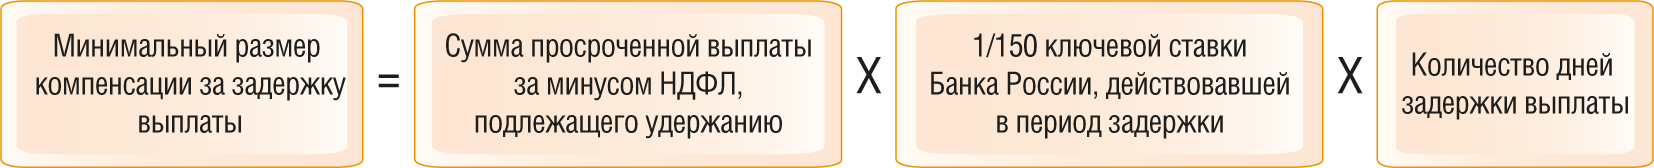 Минимальный размер
компенсации за задержку
выплаты
=
Сумма просроченной выплаты
за минусом НДФЛ,
подлежащего удержанию
X
1/150 ключевой ставки
Банка России, действовавшей
в период задержки
X
Количество дней
задержки выплаты